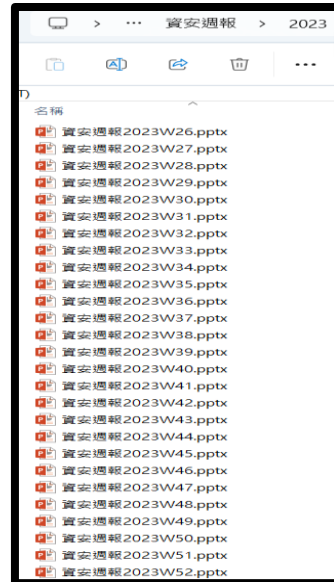 > ... 資安週報 > 2023
...
T)
名稱
資安週報2023W26.pptx
資安週報2023W27.pptx
資安週報2023W28.pptx
資安週報2023W29.pptx
資安週報2023W30.pptx
資安週報2023W31.pptx
資安週報2023W32.pptx
資安週報2023W33.pptx
資安週報2023W34.pptx
資安週報2023W35.pptx
資安週報2023W36.pptx
資安週報2023W37.pptx
資安週報2023W38.pptx
資安週報2023W39.pptx
資安週報2023W40.pptx
資安週報2023W41.pptx
資安週報2023W42.pptx
資安週報2023W43.pptx
資安週報2023W44.pptx
資安週報2023W45.pptx
資安週報2023W46.pptx
資安週報2023W47.pptx
資安週報2023W48.pptx
資安週報2023W49.pptx
資安週報2023W50.pptx
資安週報2023W51.pptx
資安週報2023W52.pptx